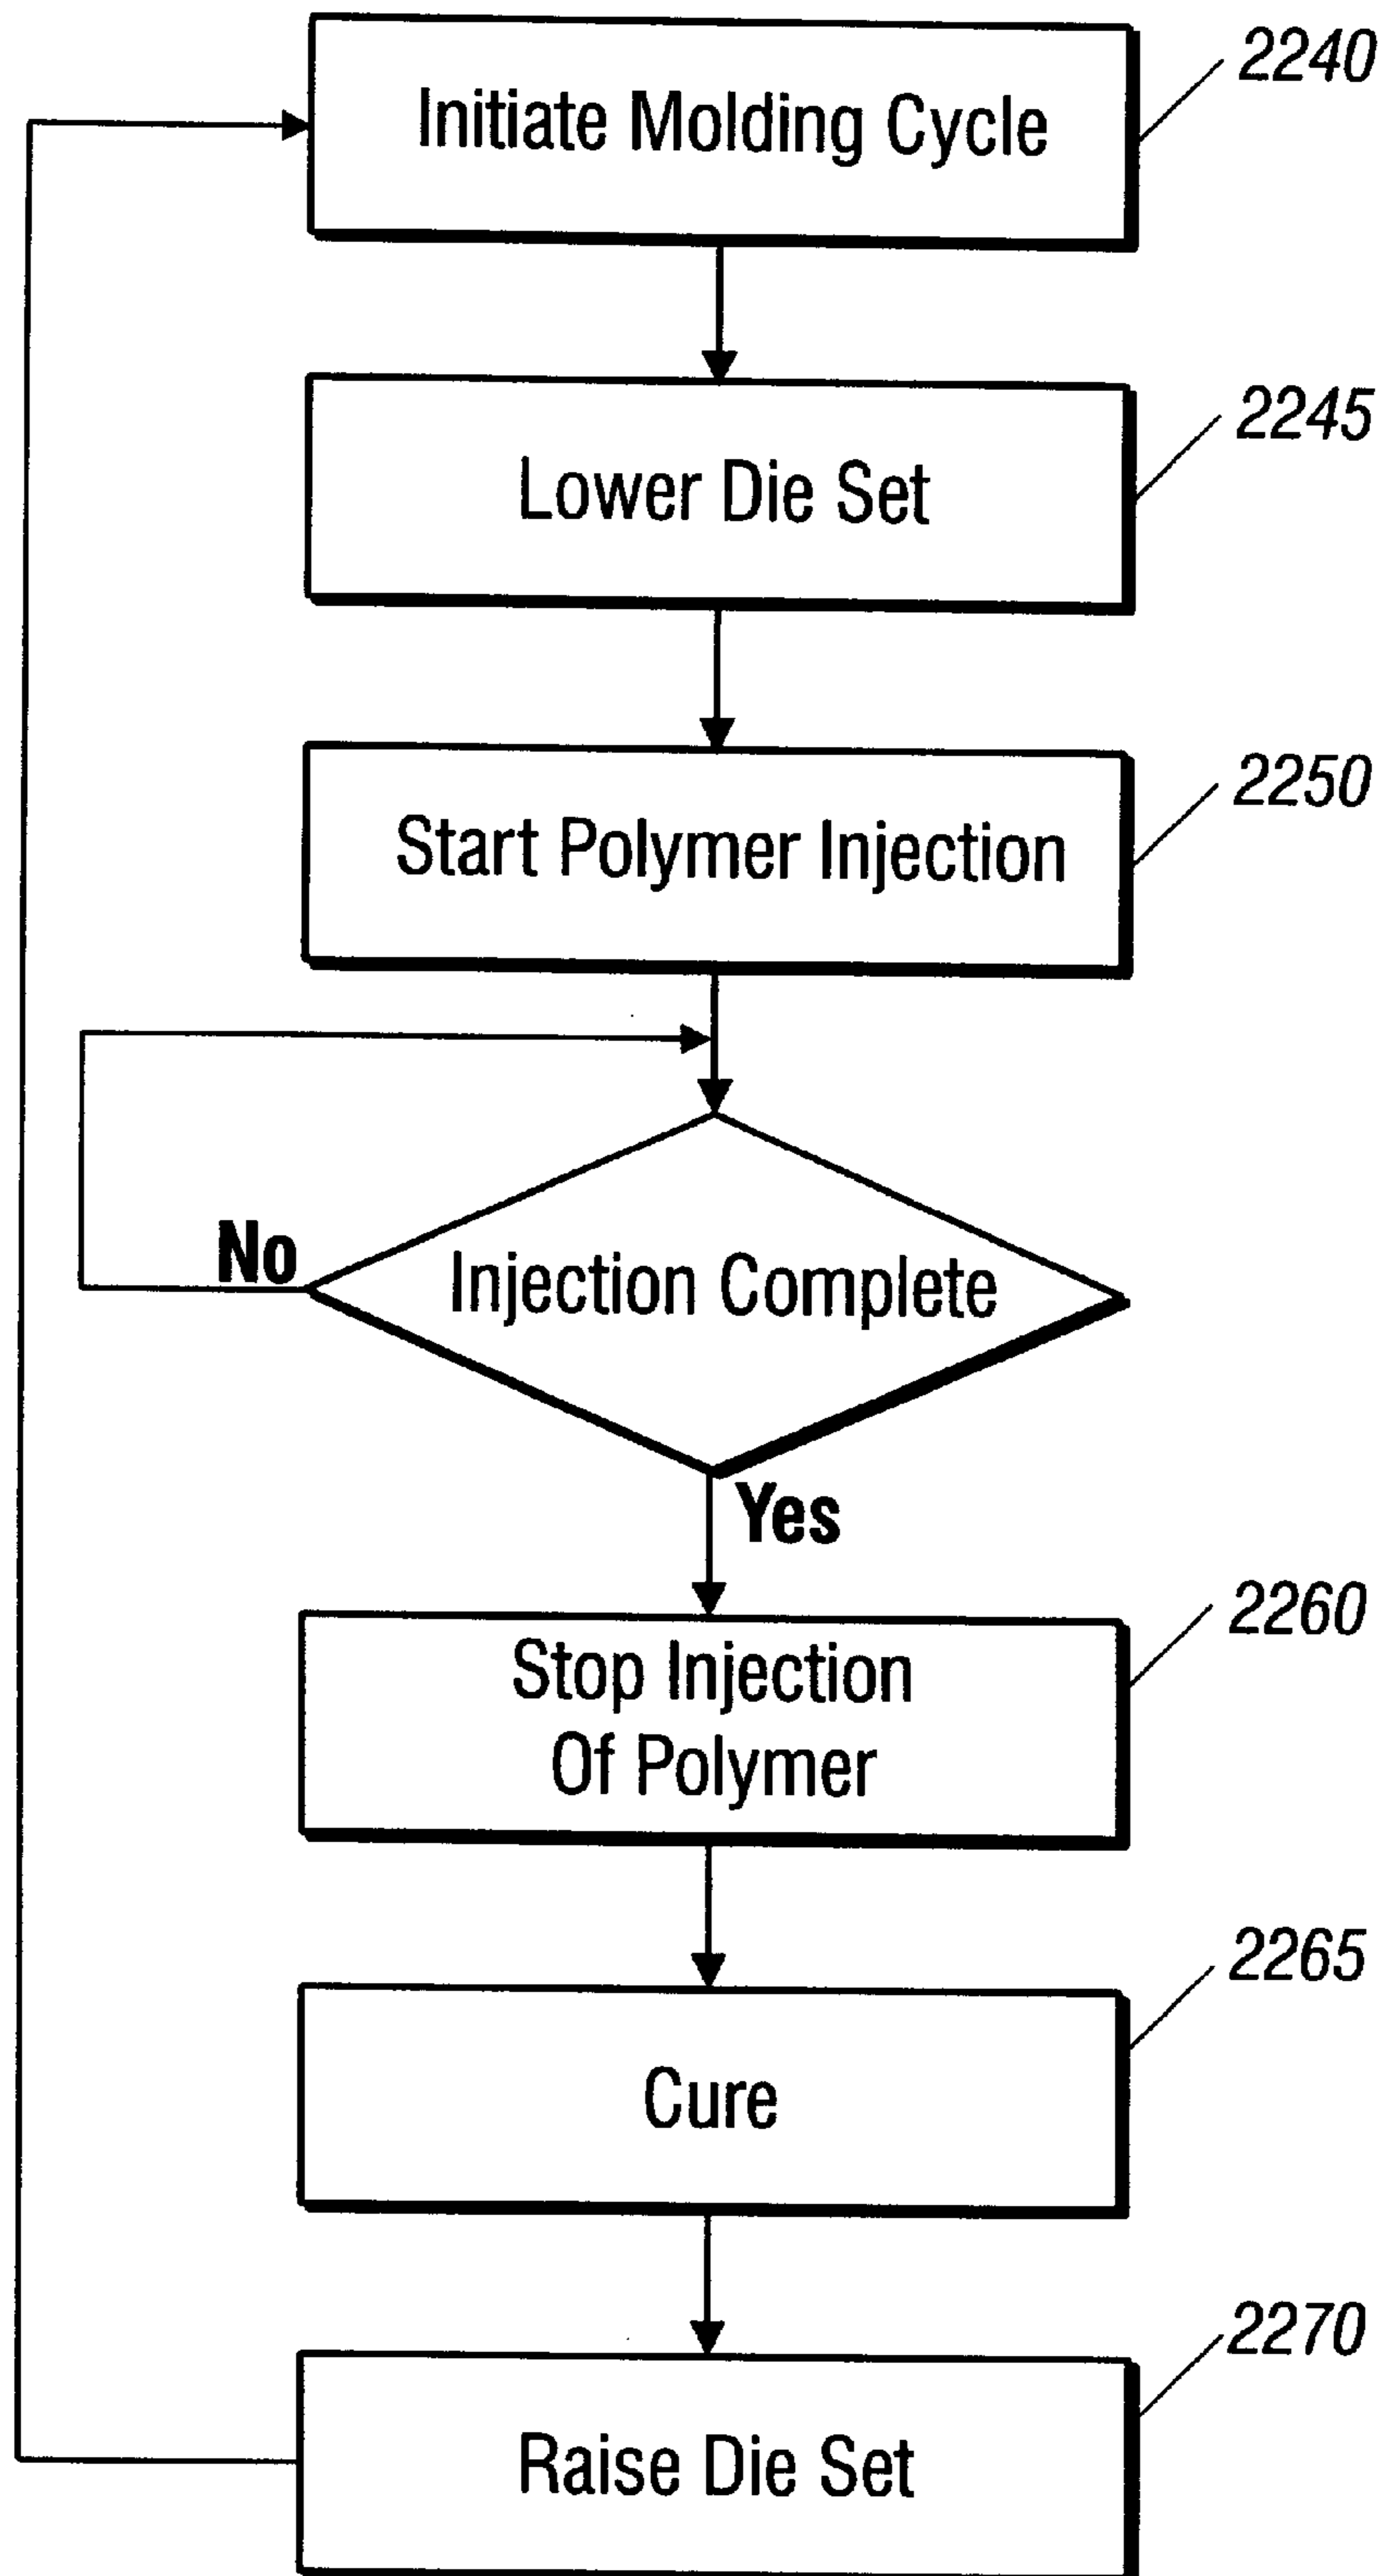 Initiate Molding Cycle
2240
Lower Die Set
2245
Start Polymer Injection
2250
Injection Complete
No
Yes
Stop Injection
Of Polymer
2260
Cure
2265
Raise Die Set
2270